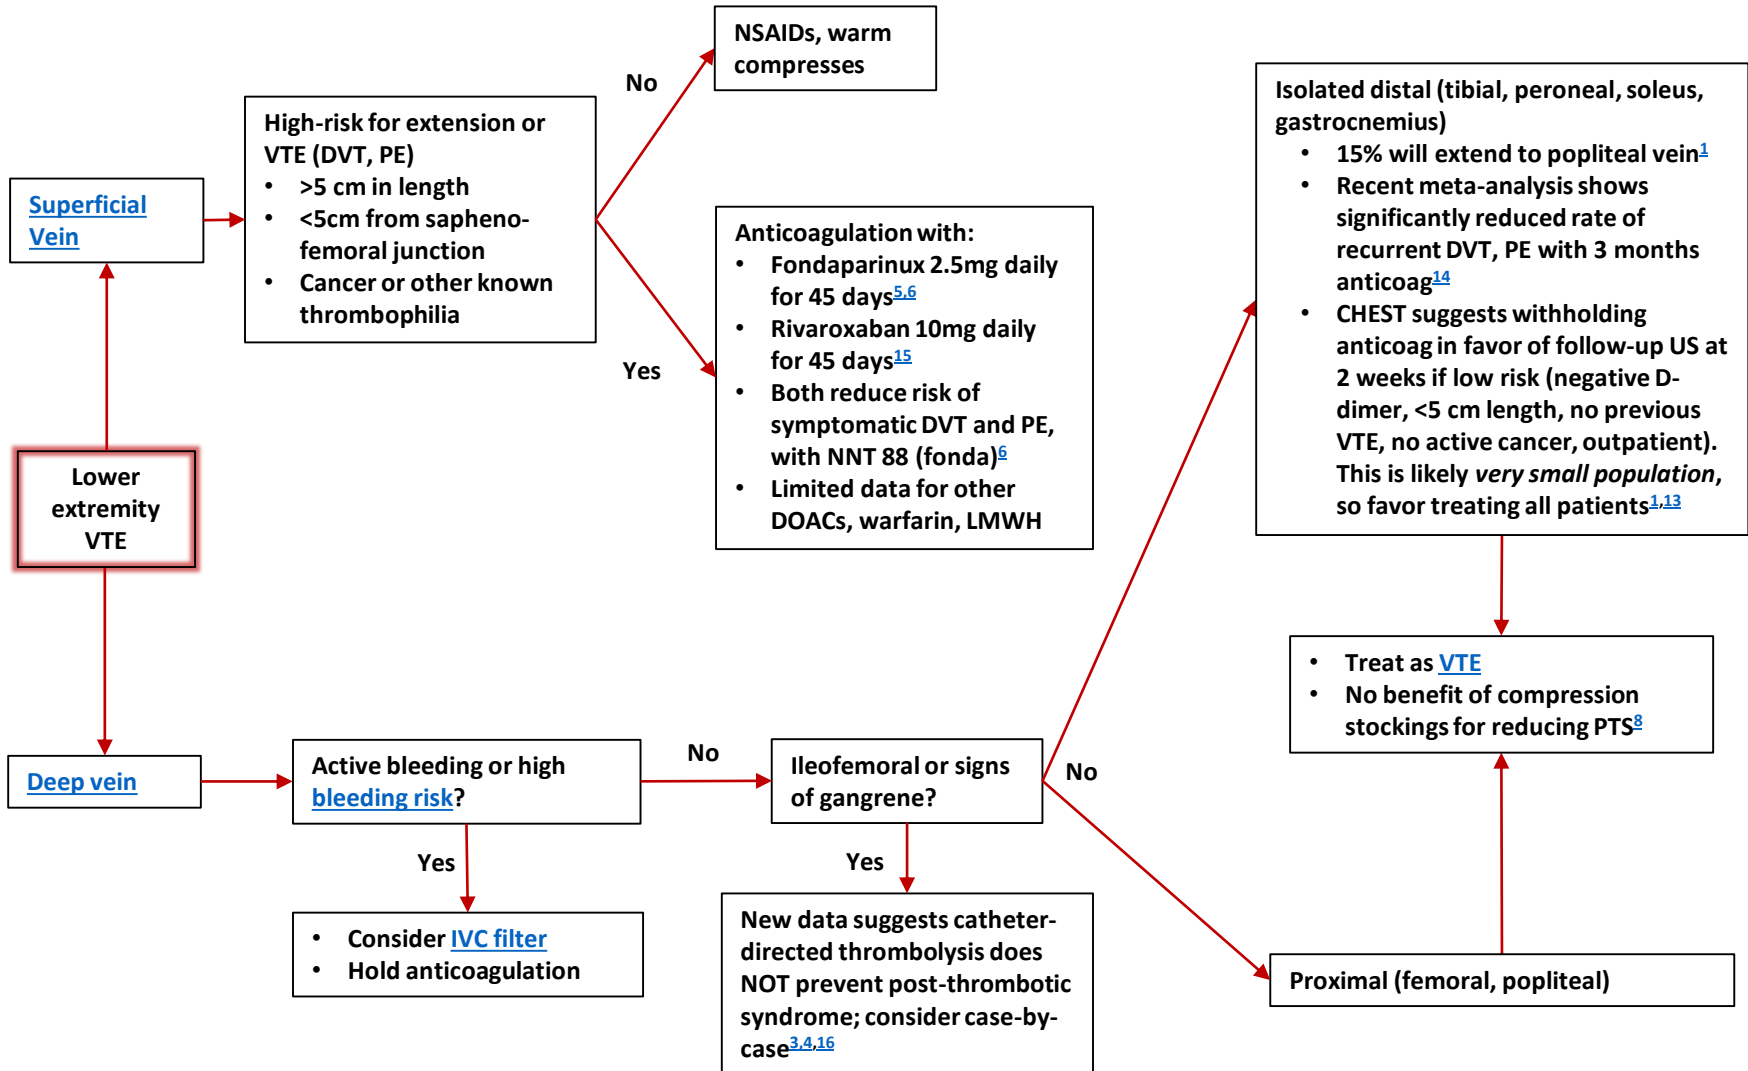 Lower
extremity
VTE
Superficial
Vein
High-risk for extension or
VTE (DVT, PE)
• >5 cm in length
• <5cm from sapheno-
femoral junction
• Cancer or other known
thrombophilia
No
NSAIDs, warm
compresses
Yes
Anticoagulation with:
• Fondaparinux 2.5mg daily
for 45 days5,6
• Rivaroxaban 10mg daily
for 45 days15
• Both reduce risk of
symptomatic DVT and PE,
with NNT 88 (fonda)6
• Limited data for other
DOACs, warfarin, LMWH
Deep vein
Active bleeding or high
bleeding risk?
Yes
• Consider IVC filter
• Hold anticoagulation
No
Ileofemoral or signs
of gangrene?
Yes
New data suggests catheter-
directed thrombolysis does
NOT prevent post-thrombotic
syndrome; consider case-by-
case3,4,16
No
Isolated distal (tibial, peroneal, soleus,
gastrocnemius)
• 15% will extend to popliteal vein1
• Recent meta-analysis shows
significantly reduced rate of
recurrent DVT, PE with 3 months
anticoag14
• CHEST suggests withholding
anticoag in favor of follow-up US at
2 weeks if low risk (negative D-
dimer, <5 cm length, no previous
VTE, no active cancer, outpatient).
This is likely very small population,
so favor treating all patients1,13
• Treat as VTE
• No benefit of compression
stockings for reducing PTS8
Proximal (femoral, popliteal)